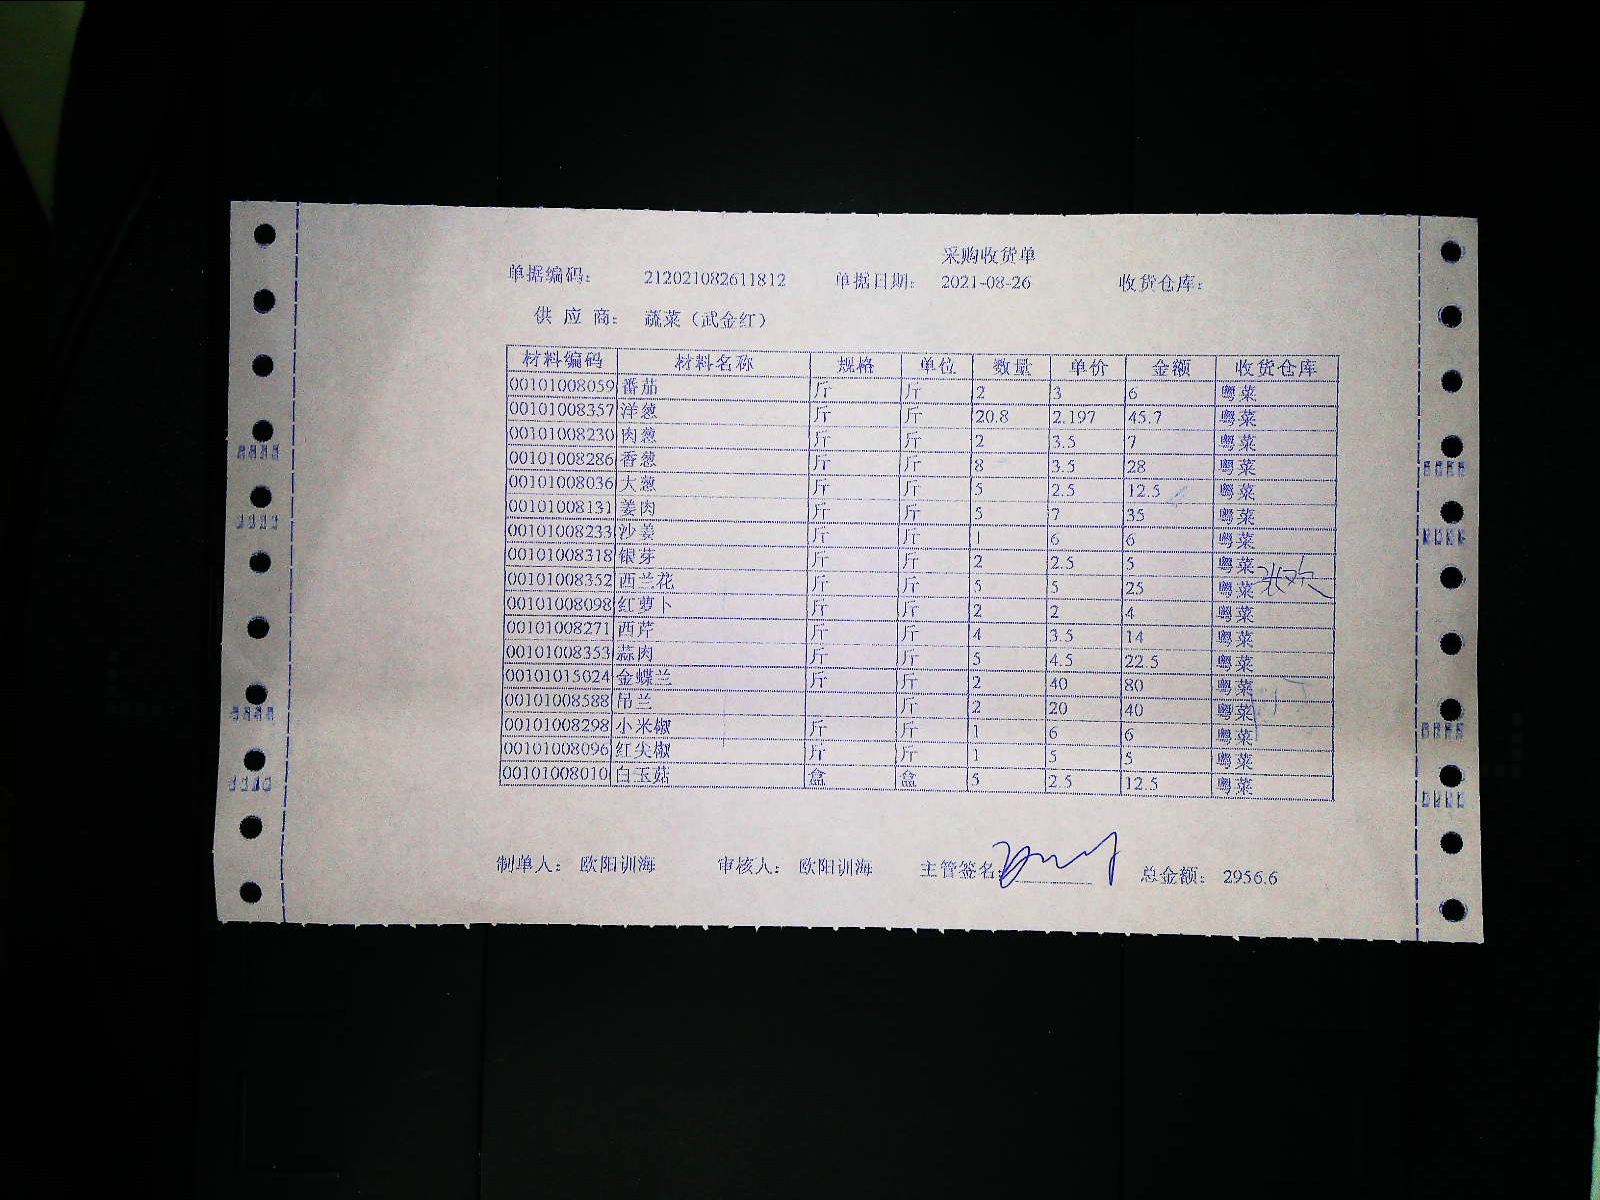 采购收货单
单据编码： 212021082611812 单据日期： 2021-08-26 收货仓库：
供应商： 蔬菜（武金红）
材料编码 材料名称 规格 单位 数量 单价 金额 收货仓库
00101008059 番茄 斤 斤 2 3 6 粤菜
00101008357 洋葱 斤 斤 20.8 2.197 45.7 粤菜
00101008230 肉葱 斤 斤 2 3.5 7 粤菜
00101008286 香葱 斤 斤 8 3.5 28 粤菜
00101008036 大葱 斤 斤 5 2.5 12.5 粤菜
00101008131 姜肉 斤 斤 5 7 35 粤菜
00101008233 沙姜 斤 斤 1 6 6 粤菜
00101008318 银芽 斤 斤 2 2.5 5 粤菜
00101008352 西兰花 斤 斤 5 5 25 粤菜
00101008098 红萝卜 斤 斤 2 2 4 粤菜
00101008271 西芹 斤 斤 4 3.5 14 粤菜
00101008353 蒜肉 斤 斤 5 4.5 22.5 粤菜
00101015024 金蝶兰 斤 斤 2 40 80 粤菜
00101008588 吊兰 斤 2 20 40 粤菜
00101008298 小米椒 斤 斤 1 6 6 粤菜
00101008096 红尖椒 斤 斤 1 5 5 粤菜
00101008010 白玉菇 盒 盒 5 2.5 12.5 粤菜
制单人： 欧阳训海 审核人： 欧阳训海 主管签名： 总金额： 2956.6